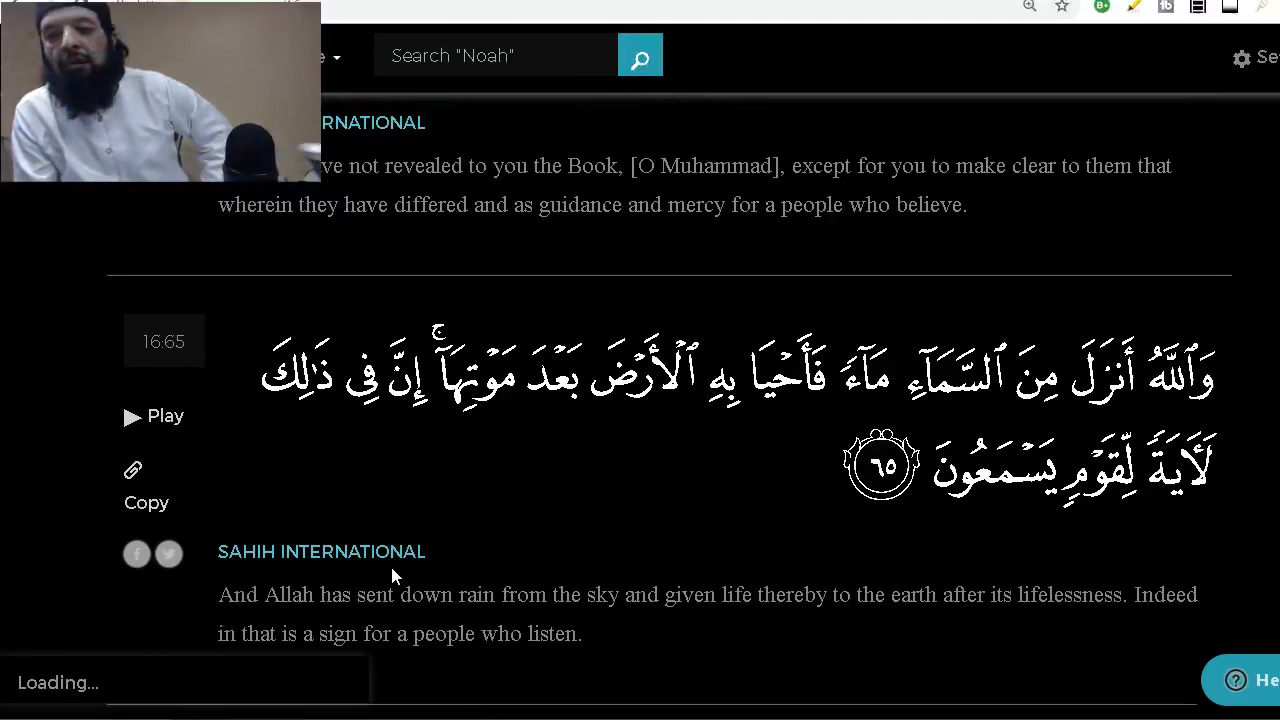 Search "Noah"
Se
RNATIONAL
ve not revealed to you the Book, [O Muhammad], except for you to make clear to them that
wherein they have differed and as guidance and mercy for a people who believe.
16:65
وَٱللَّهُ أَنزَلَ مِنَ ٱلسَّمَآءِ مَآءً فَأَحْيَا بِهِ ٱلْأَرْضَ بَعْدَ مَوْتِهَآ ۚ إِنَّ فِى ذَٰلِكَ
لَـَٔايَةً لِّقَوْمٍ يَسْمَعُونَ ٦٥
Play
Copy
SAHIH INTERNATIONAL
And Allah has sent down rain from the sky and given life thereby to the earth after its lifelessness. Indeed
in that is a sign for a people who listen.
Loading...
He